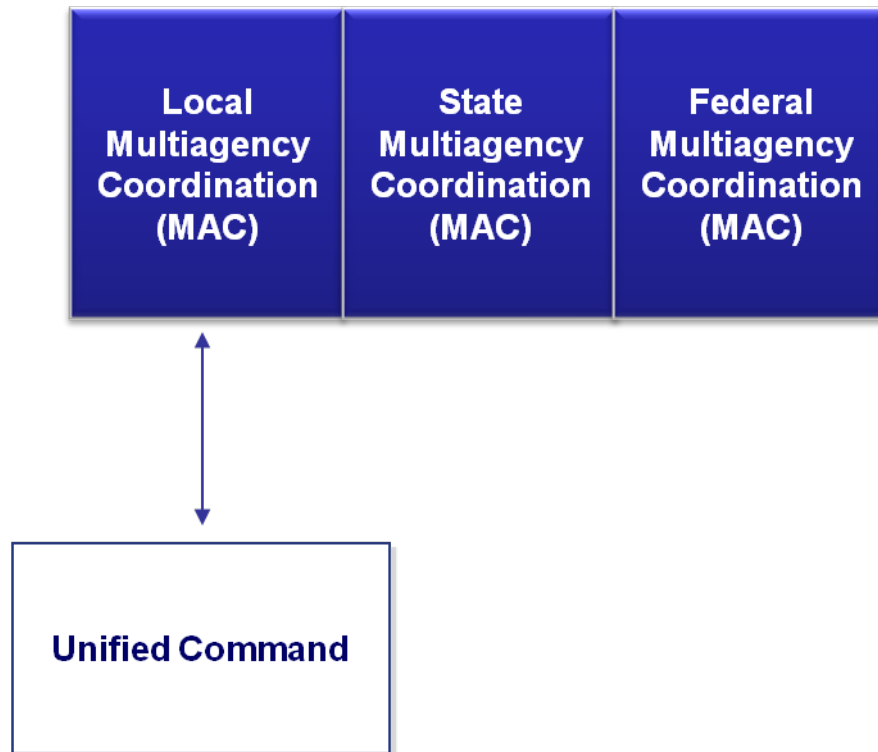 Local
Multiagency
Coordination
(MAC)
State
Multiagency
Coordination
(MAC)
Federal
Multiagency
Coordination
(MAC)
Unified Command